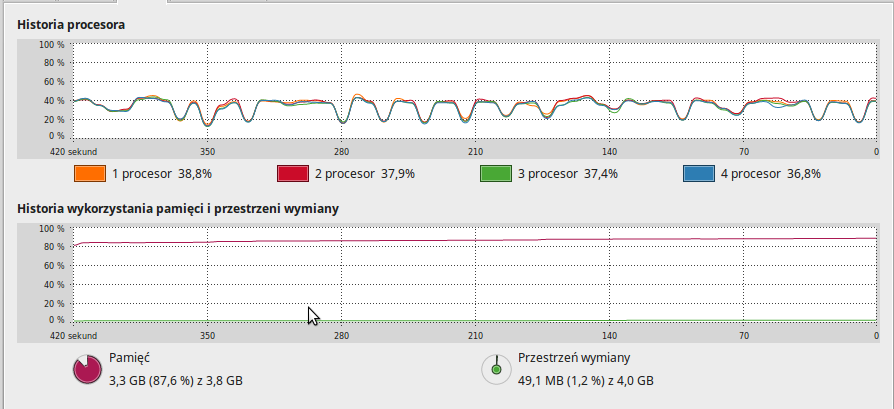 Historia procesora
100 %
80 %
60 %
40 %
20 %
0 %
420 sekund 350 280 210 140 70 0
1 procesor 38,8% 2 procesor 37,9% 3 procesor 37,4% 4 procesor 36,8%
Historia wykorzystania pamięci i przestrzeni wymiany
100 %
80 %
60 %
40 %
20 %
0 %
420 sekund 350 280 210 140 70 0
Pamięć
3,3 GB (87,6 %) z 3,8 GB
Przestrzeń wymiany
49,1 MB (1,2 %) z 4,0 GB